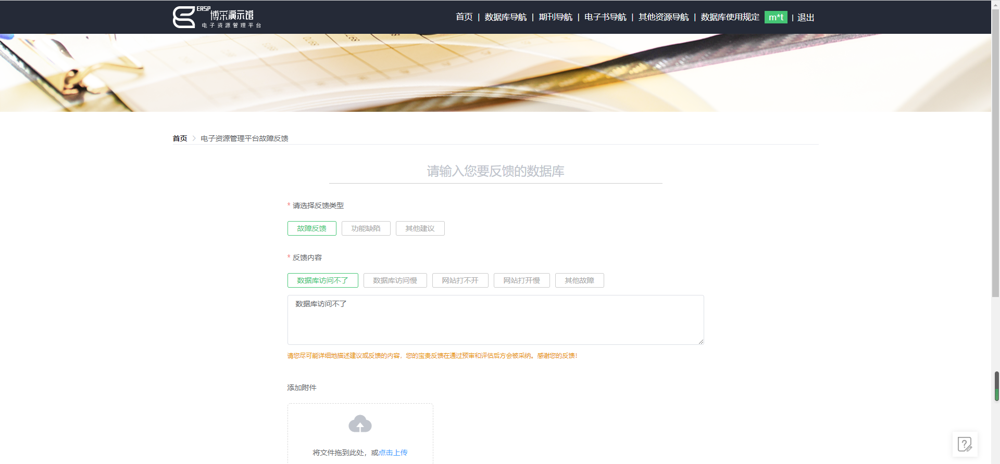 ERSP 博采演示馆
电子资源管理平台
首页 | 数据库导航 | 期刊导航 | 电子书导航 | 其他资源导航 | 数据库使用规定 m*t | 退出
首页 > 电子资源管理平台故障反馈
请输入您要反馈的数据库
* 请选择反馈类型
故障反馈 功能缺陷 其他建议
* 反馈内容
数据库访问不了 数据库访问慢 网站打不开 网站打开慢 其他故障
数据库访问不了
请您尽可能详细地描述建议或反馈的内容，您的宝贵反馈在通过预审和评估后方会被采纳。感谢您的反馈！
添加附件
将文件拖到此处，或点击上传